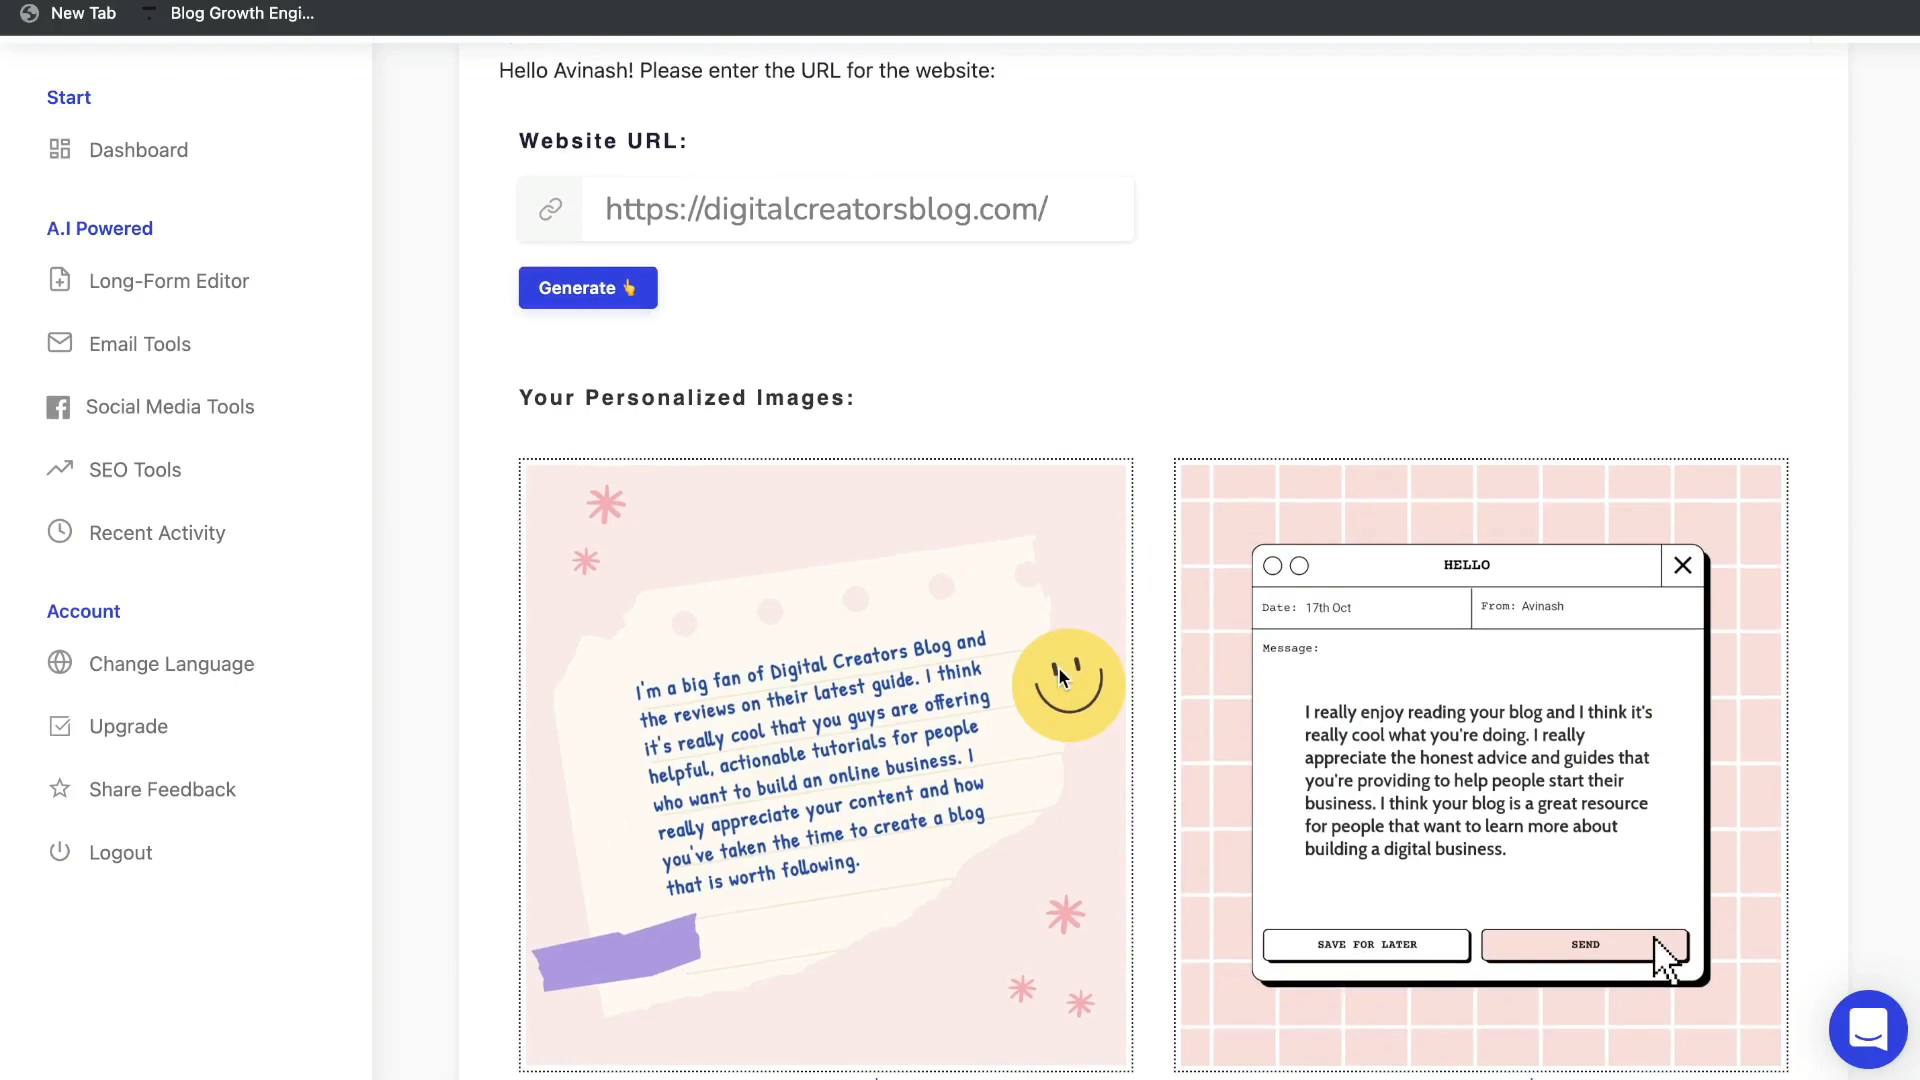 New Tab
Blog Growth Engi...
Start
Dashboard
A.I Powered
Long-Form Editor
Email Tools
Social Media Tools
SEO Tools
Recent Activity
Account
Change Language
Upgrade
Share Feedback
Logout
Hello Avinash! Please enter the URL for the website:
Website URL:
https://digitalcreatorsblog.com/
Generate
Your Personalized Images:
I'm a big fan of Digital Creators Blog and
the reviews on their latest guide. I think
it's really cool that you guys are offering
helpful, actionable tutorials for people
who want to build an online business. I
really appreciate your content and how
you've taken the time to create a blog
that is worth following.
HELLO
Date: 17th Oct
From: Avinash
Message:
I really enjoy reading your blog and I think it's
really cool what you're doing. I really
appreciate the honest advice and guides that
you're providing to help people start their
business. I think your blog is a great resource
for people that want to learn more about
building a digital business.
SAVE FOR LATER
SEND